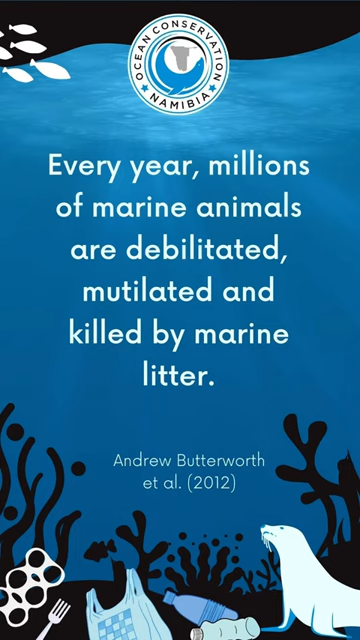 OCEAN CONSERVATION
NAMIBIA
Every year, millions
of marine animals
are debilitated,
mutilated and
killed by marine
litter.
Andrew Butterworth
et al. (2012)